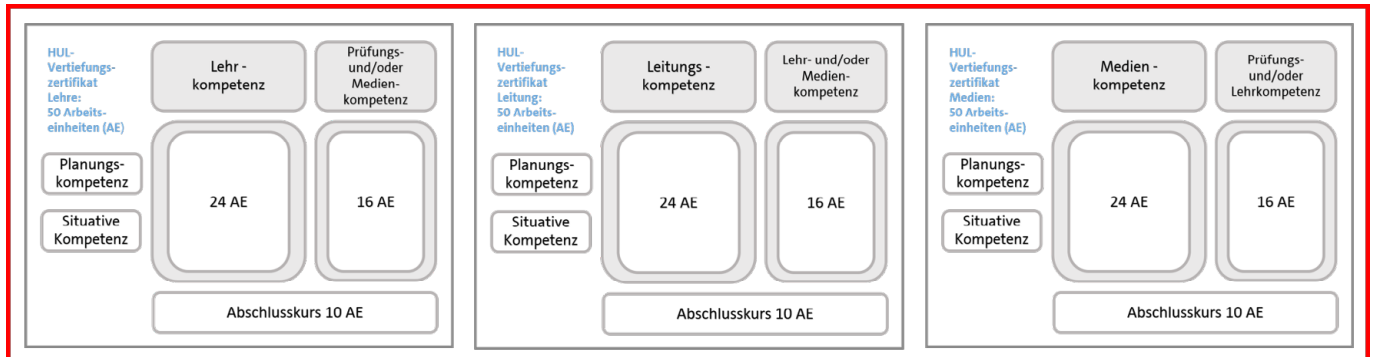 HUL-
Vertiefungs-
zertifikat
Lehre:
50 Arbeits-
einheiten (AE)
Lehr -
kompetenz
Prüfungs-
und/oder
Medien-
kompetenz
Planungs-
kompetenz
Situative
Kompetenz
24 AE
16 AE
Abschlusskurs 10 AE
HUL-
Vertiefungs-
zertifikat
Leitung:
50 Arbeits-
einheiten (AE)
Leitungs -
kompetenz
Lehr- und/oder
Medien-
kompetenz
Planungs-
kompetenz
Situative
Kompetenz
24 AE
16 AE
Abschlusskurs 10 AE
HUL-
Vertiefungs-
zertifikat
Medien:
50 Arbeits-
einheiten (AE)
Medien -
kompetenz
Prüfungs-
und/oder
Lehrkompetenz
Planungs-
kompetenz
Situative
Kompetenz
24 AE
16 AE
Abschlusskurs 10 AE